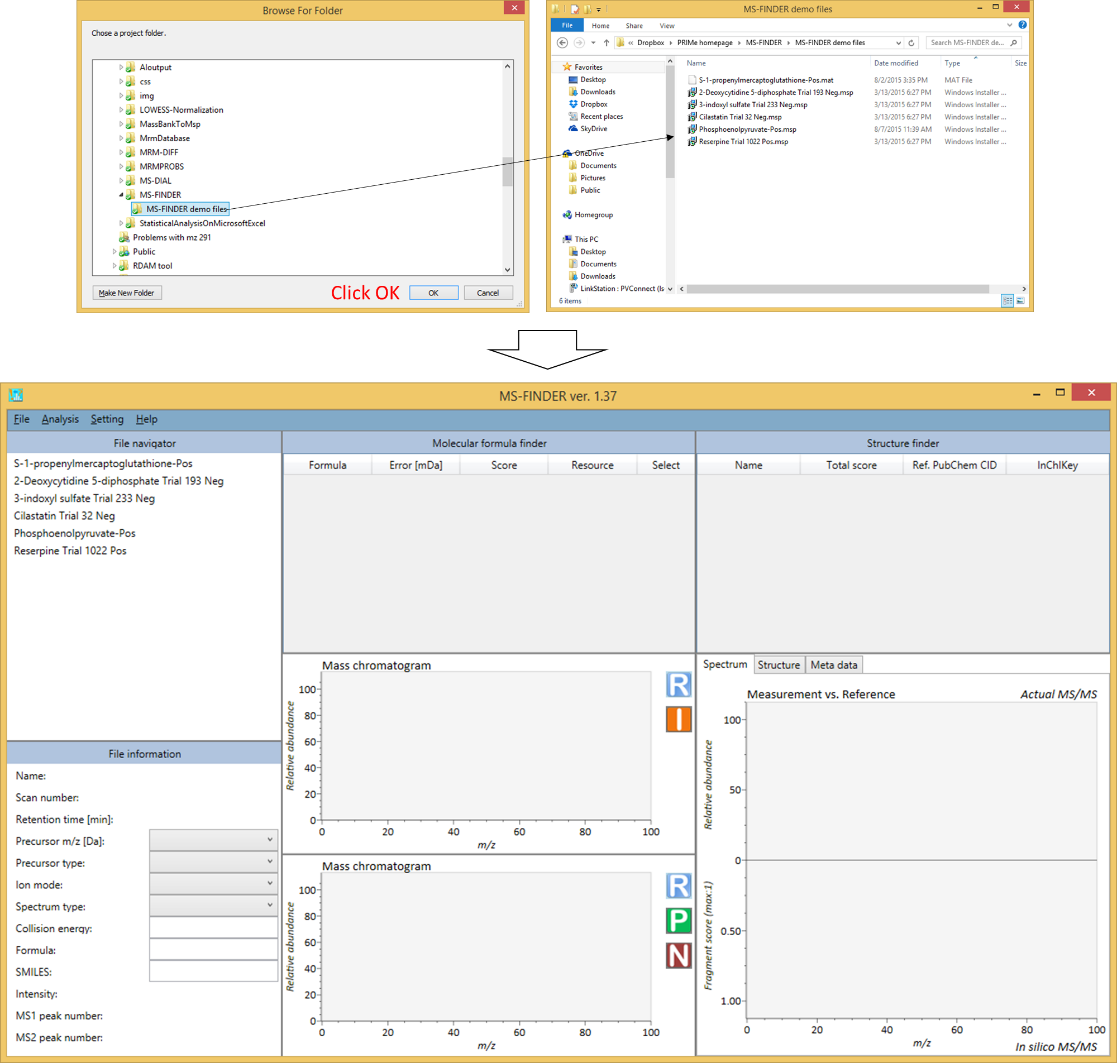 Browse For Folder
Chose a project folder.
AIoutput
css
img
LOWESS-Normalization
MassBankToMsp
MrmDatabase
MRM-DIFF
MRMPROBS
MS-DIAL
MS-FINDER
MS-FINDER demo files
StatisticalAnalysisOnMicrosoftExcel
Problems with mz 291
Public
RDAM tool
Make New Folder
Click OK
OK
Cancel
MS-FINDER demo files
File Home Share View
« Dropbox PRIMe homepage MS-FINDER MS-FINDER demo files
Search MS-FINDER de...
Favorites
Desktop
Downloads
Dropbox
Recent places
SkyDrive
OneDrive
Documents
Pictures
Public
Homegroup
This PC
Desktop
Documents
Downloads
LinkStation : PVConnect (ls
6 items
Name Date modified Type Size
S-1-propenylmercaptoglutathione-Pos.mat 8/2/2015 3:35 PM MAT File
2-Deoxycytidine 5-diphosphate Trial 193 Neg.msp 3/13/2015 6:27 PM Windows Installer ...
3-indoxyl sulfate Trial 233 Neg.msp 3/13/2015 6:27 PM Windows Installer ...
Cilastatin Trial 32 Neg.msp 3/13/2015 6:27 PM Windows Installer ...
Phosphoenolpyruvate-Pos.msp 8/7/2015 11:39 AM Windows Installer ...
Reserpine Trial 1022 Pos.msp 3/13/2015 6:27 PM Windows Installer ...
MS-FINDER ver. 1.37
File Analysis Setting Help
File navigator
S-1-propenylmercaptoglutathione-Pos
2-Deoxycytidine 5-diphosphate Trial 193 Neg
3-indoxyl sulfate Trial 233 Neg
Cilastatin Trial 32 Neg
Phosphoenolpyruvate-Pos
Reserpine Trial 1022 Pos
File information
Name:
Scan number:
Retention time [min]:
Precursor m/z [Da]:
Precursor type:
Ion mode:
Spectrum type:
Collision energy:
Formula:
SMILES:
Intensity:
MS1 peak number:
MS2 peak number:
Molecular formula finder
Formula Error [mDa] Score Resource Select
Mass chromatogram
Relative abundance
100
80
60
40
20
0
0 20 40 60 80 100
m/z
R
I
Mass chromatogram
Relative abundance
100
80
60
40
20
0
0 20 40 60 80 100
m/z
R
P
N
Structure finder
Name Total score Ref. PubChem CID InChIKey
Spectrum Structure Meta data
Measurement vs. Reference Actual MS/MS
Relative abundance
100
50
0
Fragment score (max:1)
0.50
1.00
0 20 40 60 80 100
m/z
In silico MS/MS